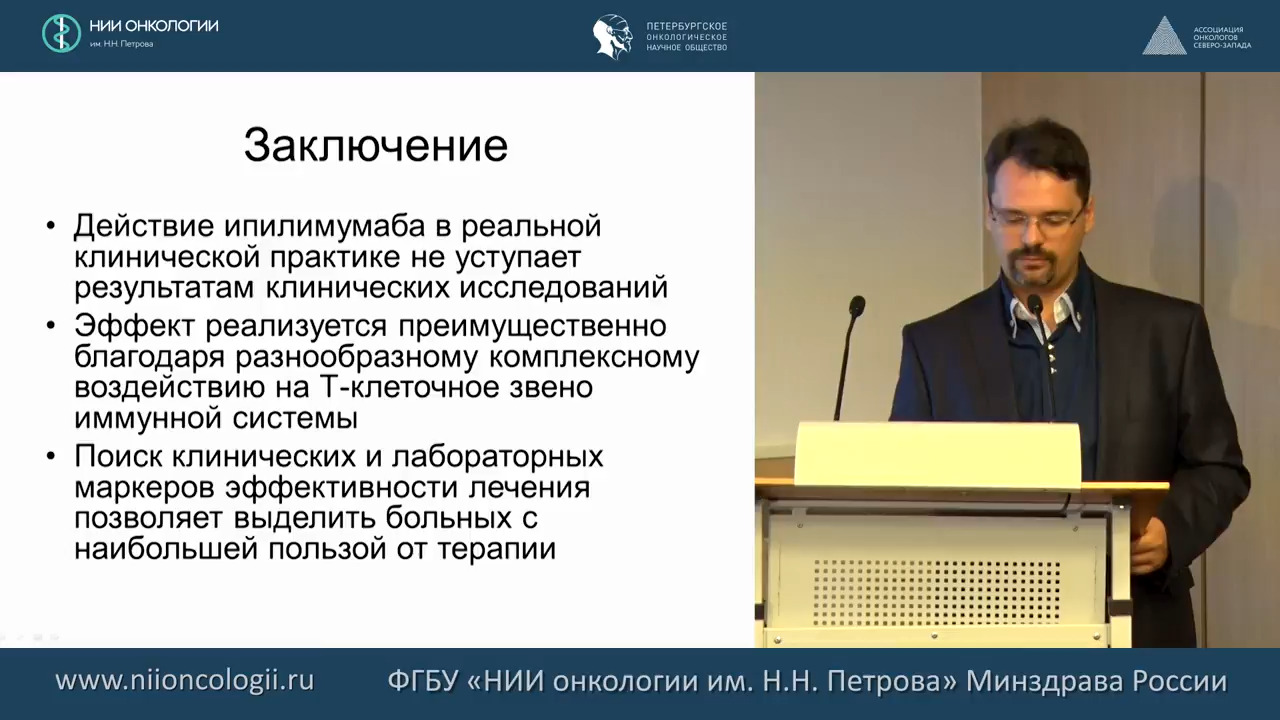 НИИ ОНКОЛОГИИ
им. Н.Н. Петрова
ПЕТЕРБУРГСКОЕ
ОНКОЛОГИЧЕСКОЕ
НАУЧНОЕ ОБЩЕСТВО
АССОЦИАЦИЯ
ОНКОЛОГОВ
СЕВЕРО-ЗАПАДА
Заключение
• Действие ипилимумаба в реальной
клинической практике не уступает
результатам клинических исследований
• Эффект реализуется преимущественно
благодаря разнообразному комплексному
воздействию на Т-клеточное звено
иммунной системы
• Поиск клинических и лабораторных
маркеров эффективности лечения
позволяет выделить больных с
наибольшей пользой от терапии
www.niioncologii.ru
ФГБУ «НИИ онкологии им. Н.Н. Петрова» Минздрава России